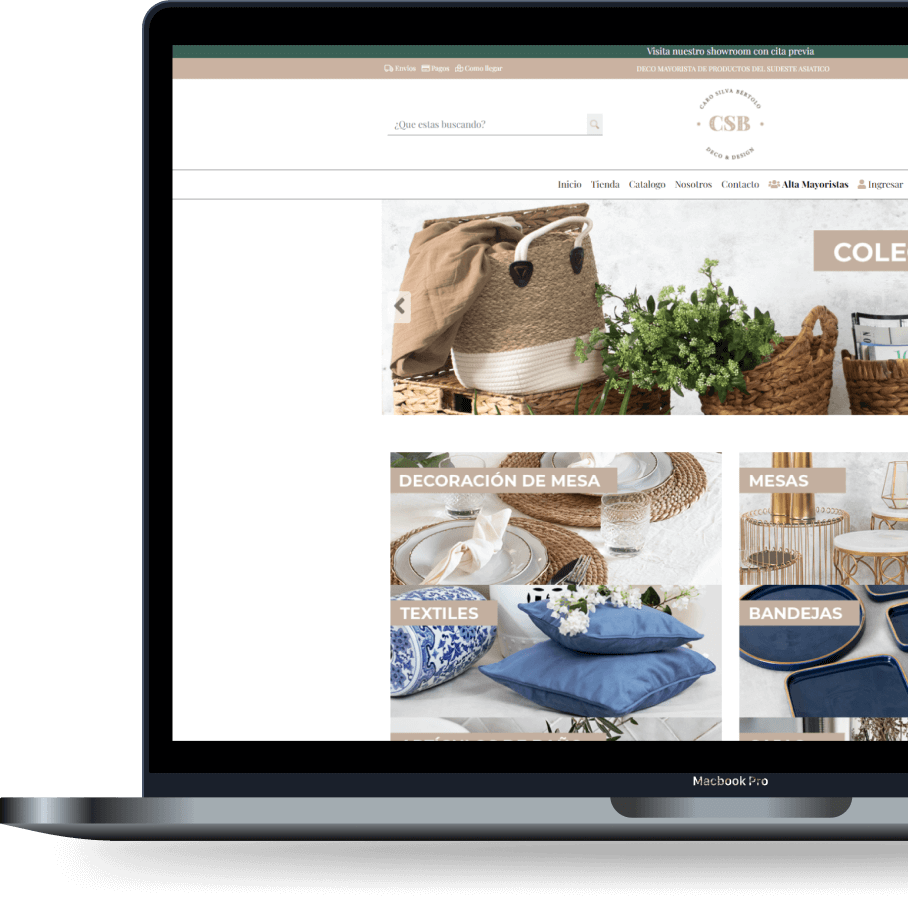 Visita nuestro showroom con cita previa
Envios Pagos Como llegar
DECO MAYORISTA DE PRODUCTOS DEL SUDESTE ASIATICO
¿Que estas buscando?
CARO SILVA BERTOLO
CSB
DECO & DESIGN
Inicio Tienda Catalogo Nosotros Contacto Alta Mayoristas Ingresar
COLE
DECORACIÓN DE MESA
MESAS
TEXTILES
BANDEJAS
Macbook Pro